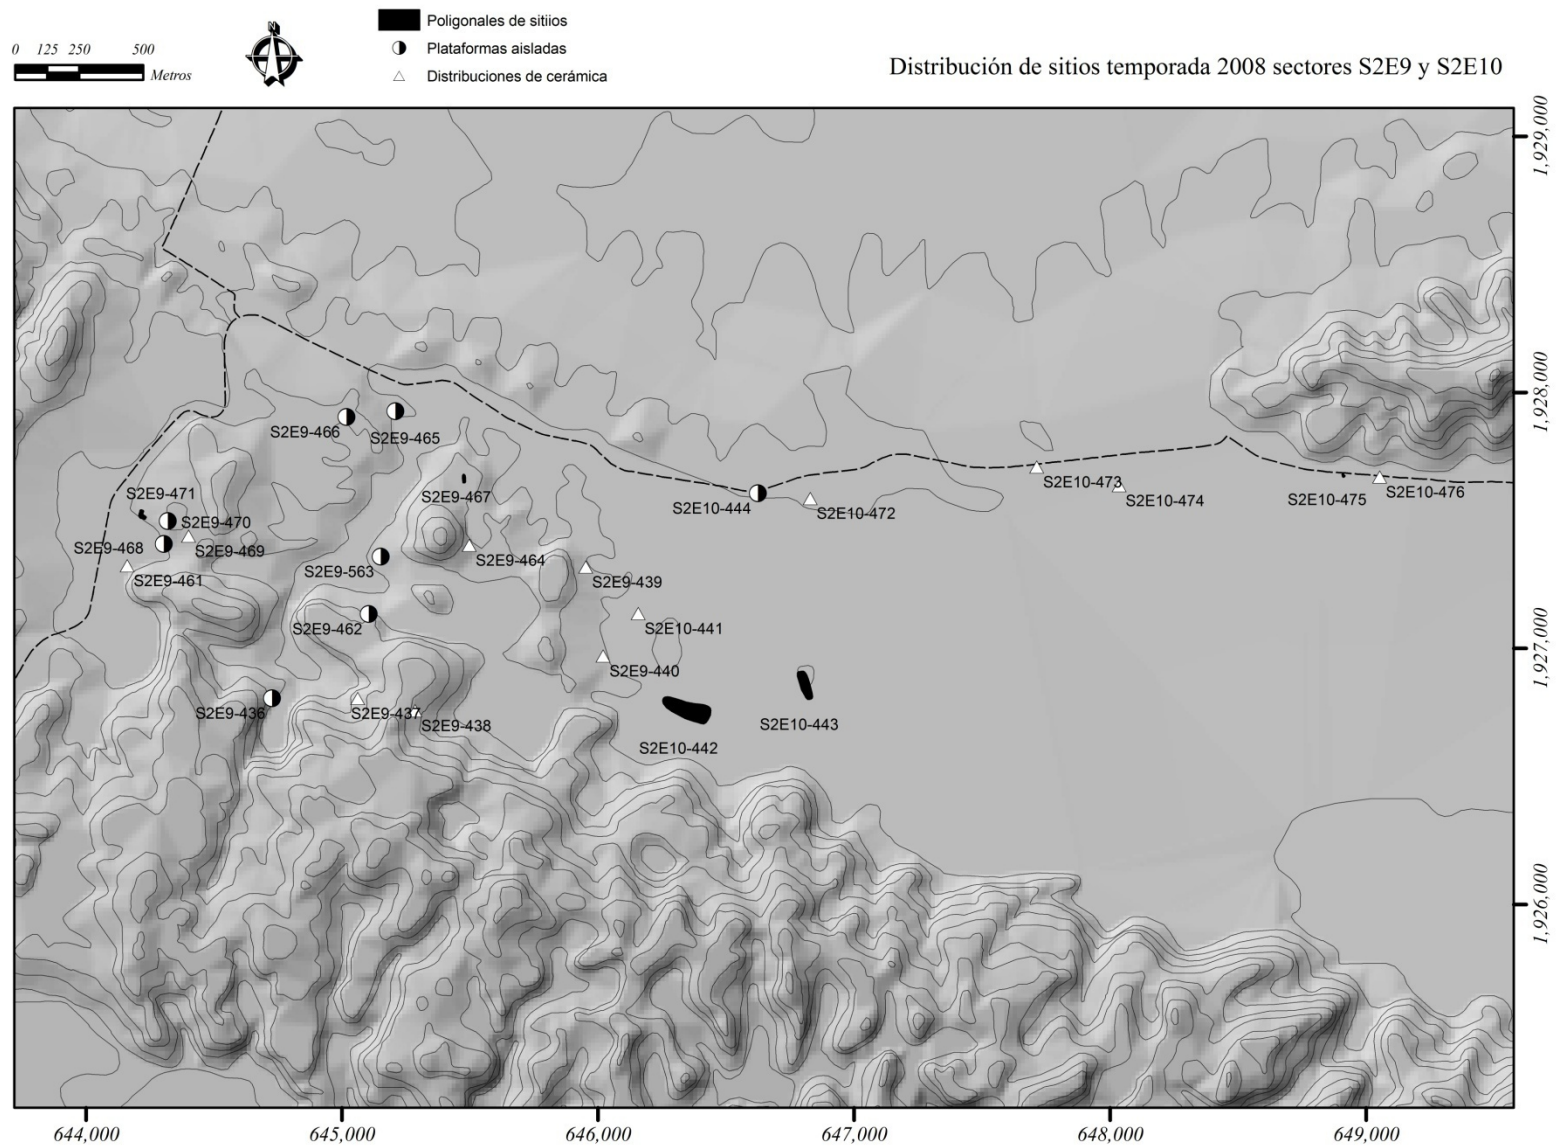 Poligonales de sitiios
0 125 250 500
Metros
N
Plataformas aisladas
Distribuciones de cerámica
Distribución de sitios temporada 2008 sectores S2E9 y S2E10
1,929,000
1,928,000
1,927,000
1,926,000
S2E9-466
S2E9-465
S2E9-467
S2E9-471
S2E9-470
S2E9-468
S2E9-469
S2E9-461
S2E9-563
S2E9-464
S2E9-439
S2E9-462
S2E10-441
S2E9-440
S2E9-436
S2E9-437
S2E9-438
S2E10-442
S2E10-443
S2E10-444
S2E10-472
S2E10-473
S2E10-474
S2E10-475
S2E10-476
644,000
645,000
646,000
647,000
648,000
649,000